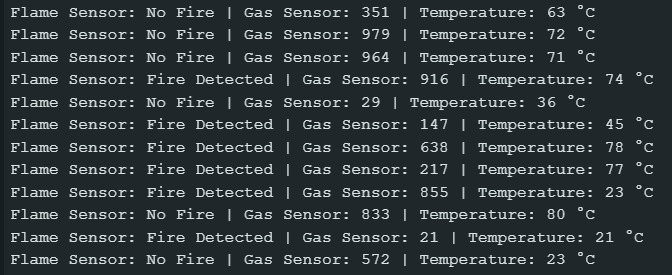 Flame Sensor: No Fire | Gas Sensor: 351 | Temperature: 63 °C
Flame Sensor: No Fire | Gas Sensor: 979 | Temperature: 72 °C
Flame Sensor: No Fire | Gas Sensor: 964 | Temperature: 71 °C
Flame Sensor: Fire Detected | Gas Sensor: 916 | Temperature: 74 °C
Flame Sensor: No Fire | Gas Sensor: 29 | Temperature: 36 °C
Flame Sensor: Fire Detected | Gas Sensor: 147 | Temperature: 45 °C
Flame Sensor: Fire Detected | Gas Sensor: 638 | Temperature: 78 °C
Flame Sensor: Fire Detected | Gas Sensor: 217 | Temperature: 77 °C
Flame Sensor: Fire Detected | Gas Sensor: 855 | Temperature: 23 °C
Flame Sensor: No Fire | Gas Sensor: 833 | Temperature: 80 °C
Flame Sensor: Fire Detected | Gas Sensor: 21 | Temperature: 21 °C
Flame Sensor: No Fire | Gas Sensor: 572 | Temperature: 23 °C